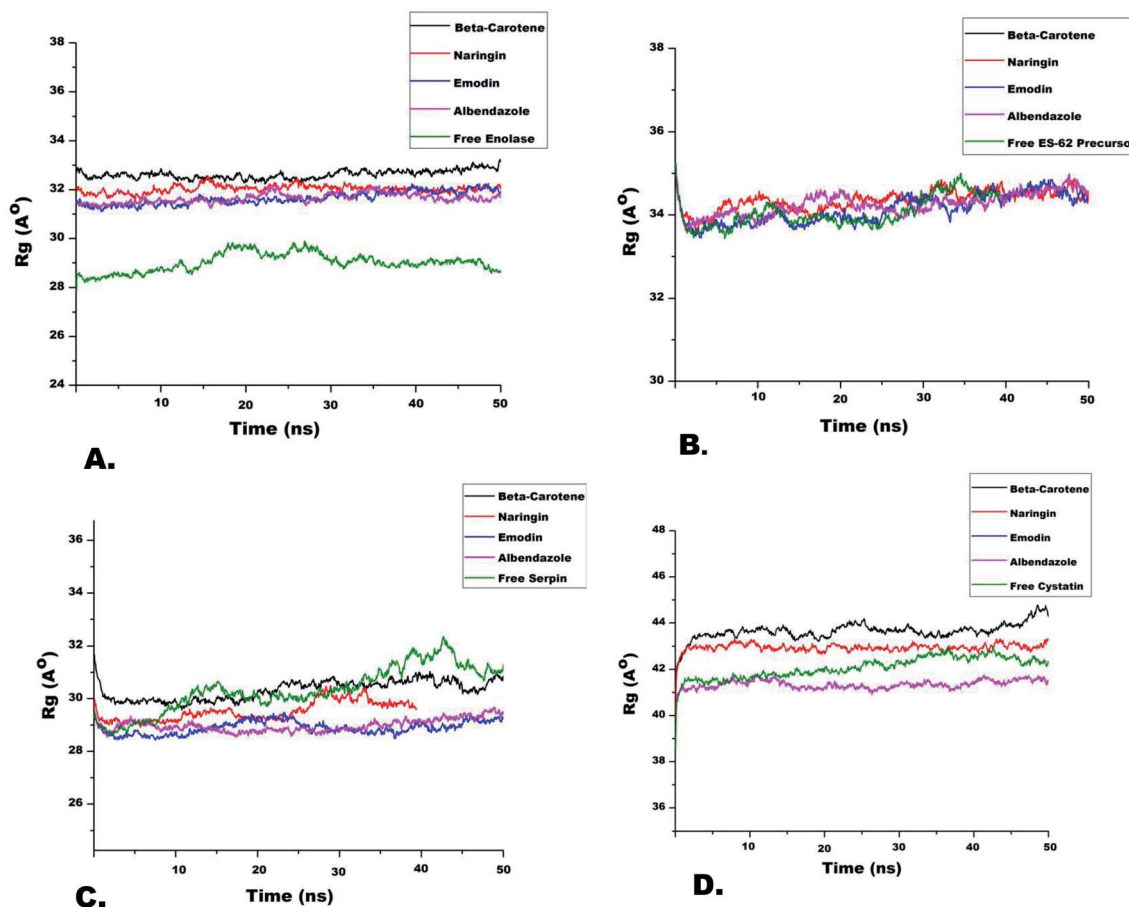 Beta-Carotene
Naringin
Emodin
Albendazole
Free Enolase
39
36
33
32
30
28
26
24
10
20
30
40
50
Rg (A°)
Time (ns)
A.
Beta-Carotene
Naringin
Emodin
Albendazole
Free ES-62 Precursor
38
36
34
32
30
10
20
30
40
50
Rg (A°)
Time (ns)
B.
Beta-Carotene
Naringin
Emodin
Albendazole
Free Serpin
36
34
32
30
28
26
10
20
30
40
50
Rg (A°)
Time (ns)
C.
Beta-Carotene
Naringin
Emodin
Albendazole
Free Cystatin
48
46
44
42
40
38
36
10
20
30
40
50
Rg (A°)
Time (ns)
D.